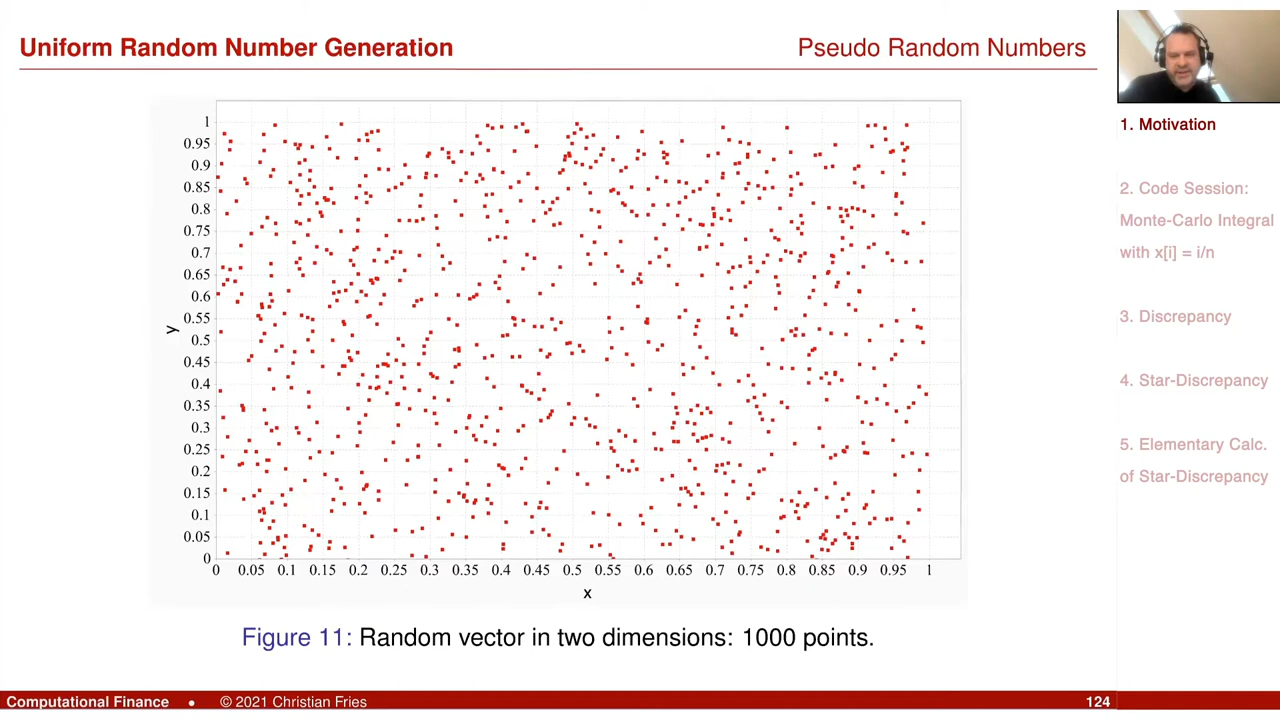 Uniform Random Number Generation
Pseudo Random Numbers
1. Motivation
2. Code Session:
Monte-Carlo Integral
with x[i] = i/n
3. Discrepancy
4. Star-Discrepancy
5. Elementary Calc.
of Star-Discrepancy
1
0.95
0.9
0.85
0.8
0.75
0.7
0.65
0.6
0.55
0.5
0.45
0.4
0.35
0.3
0.25
0.2
0.15
0.1
0.05
0
y
0 0.05 0.1 0.15 0.2 0.25 0.3 0.35 0.4 0.45 0.5 0.55 0.6 0.65 0.7 0.75 0.8 0.85 0.9 0.95 1
x
Figure 11: Random vector in two dimensions: 1000 points.
Computational Finance • © 2021 Christian Fries 124